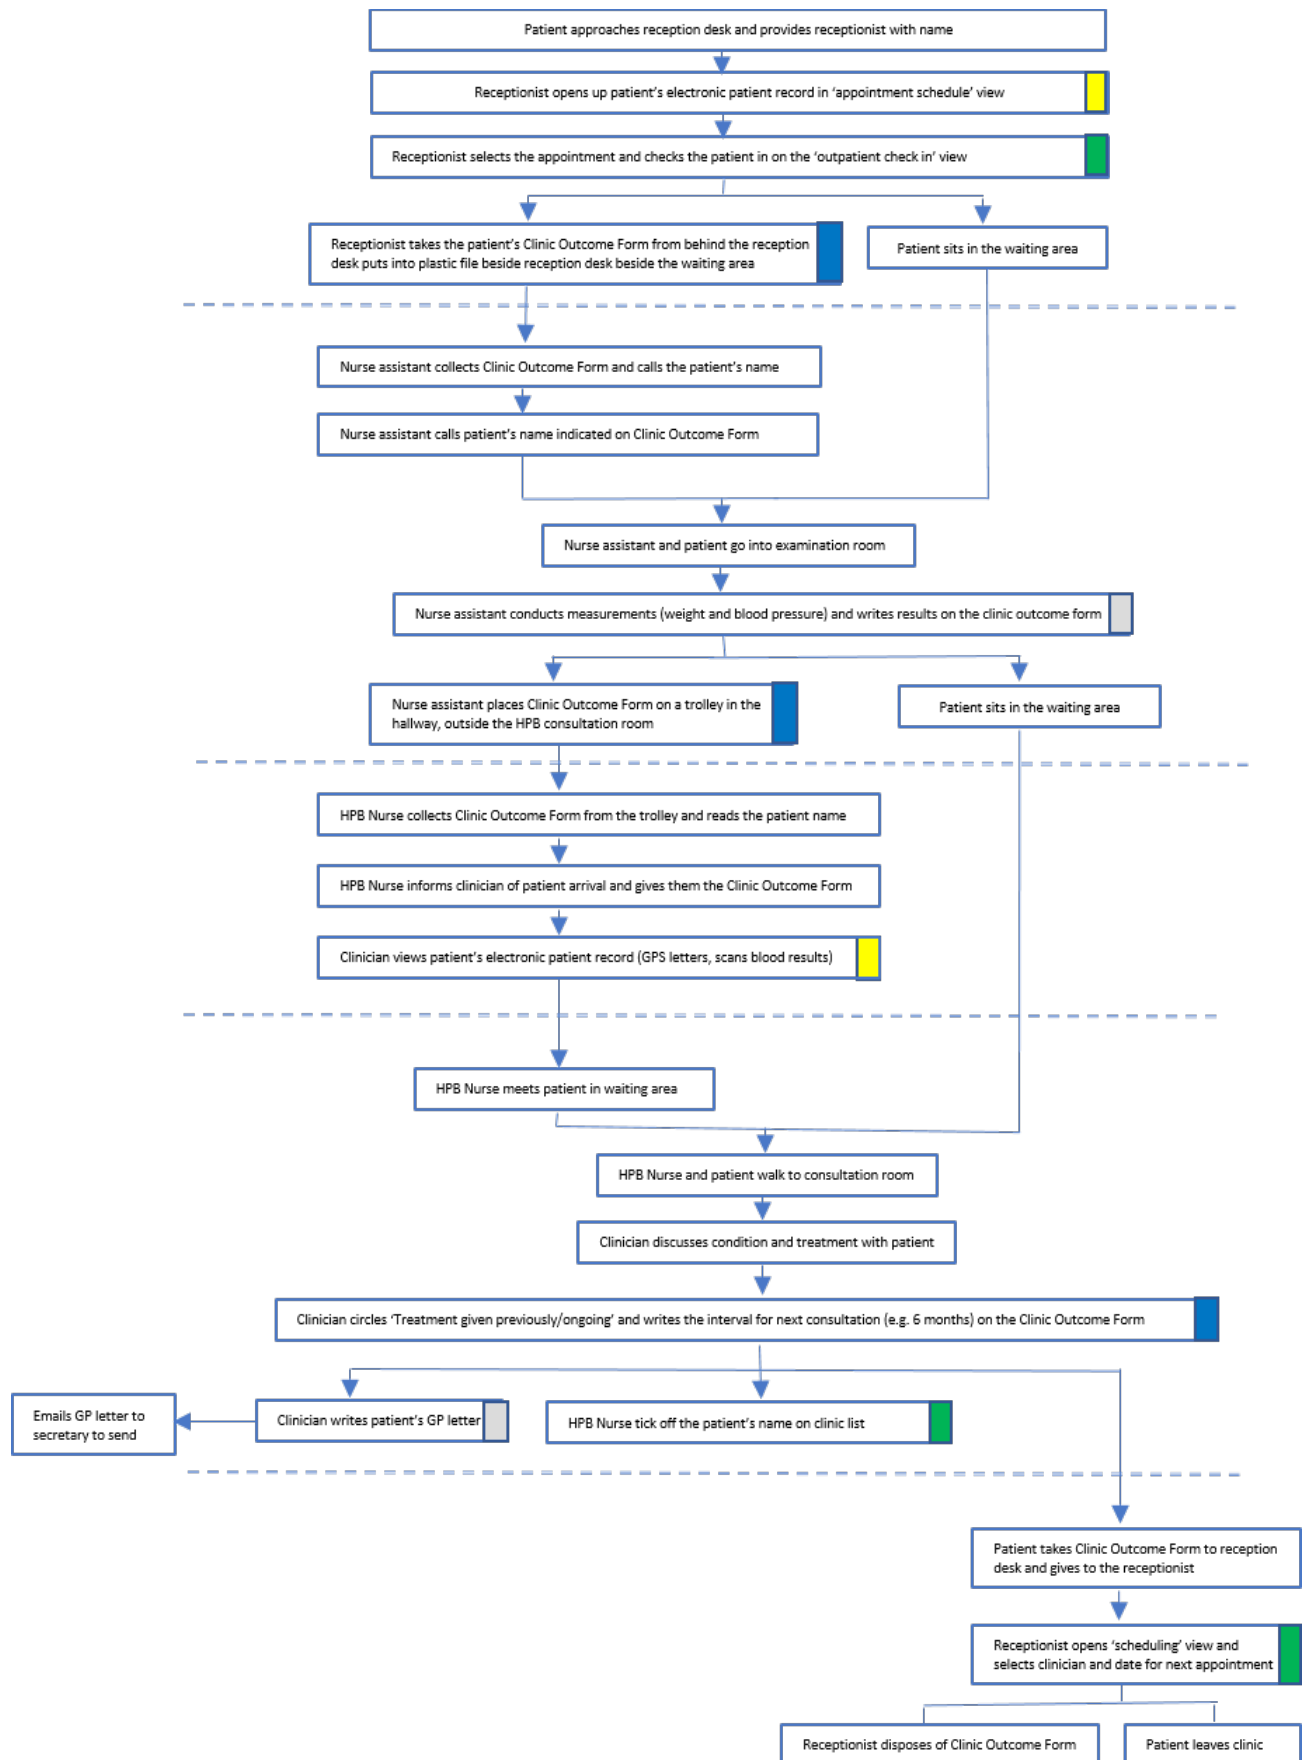 Patient approaches reception desk and provides receptionist with name
Receptionist opens up patient's electronic patient record in 'appointment schedule' view
Receptionist selects the appointment and checks the patient in on the 'outpatient check in' view
Receptionist takes the patient's Clinic Outcome Form from behind the reception
desk puts into plastic file beside reception desk beside the waiting area
Patient sits in the waiting area
Nurse assistant collects Clinic Outcome Form and calls the patient's name
Nurse assistant calls patient's name indicated on Clinic Outcome Form
Nurse assistant and patient go into examination room
Nurse assistant conducts measurements (weight and blood pressure) and writes results on the clinic outcome form
Nurse assistant places Clinic Outcome Form on a trolley in the
hallway, outside the HPB consultation room
Patient sits in the waiting area
HPB Nurse collects Clinic Outcome Form from the trolley and reads the patient name
HPB Nurse informs clinician of patient arrival and gives them the Clinic Outcome Form
Clinician views patient's electronic patient record (GPS letters, scans blood results)
HPB Nurse meets patient in waiting area
HPB Nurse and patient walk to consultation room
Clinician discusses condition and treatment with patient
Clinician circles 'Treatment given previously/ongoing' and writes the interval for next consultation (e.g. 6 months) on the Clinic Outcome Form
Emails GP letter to
secretary to send
Clinician writes patient's GP letter
HPB Nurse tick off the patient's name on clinic list
Patient takes Clinic Outcome Form to reception
desk and gives to the receptionist
Receptionist opens 'scheduling' view and
selects clinician and date for next appointment
Receptionist disposes of Clinic Outcome Form
Patient leaves clinic